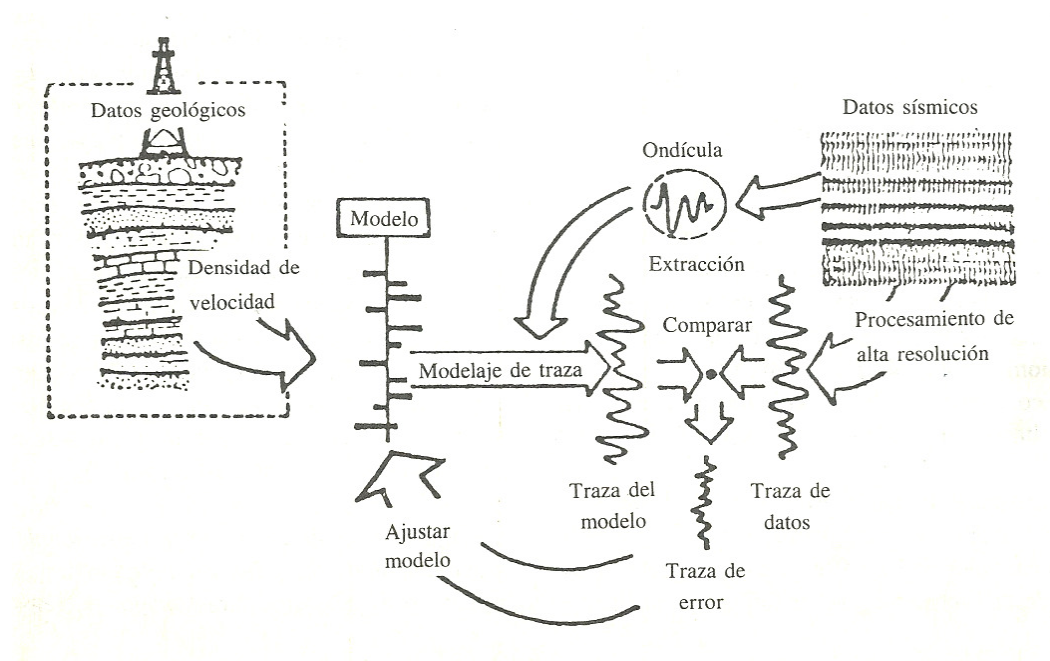 Datos geológicos
Densidad de
velocidad
Modelo
Modelaje de traza
Ondícula
Extracción
Datos sísmicos
Procesamiento de
alta resolución
Comparar
Traza del
modelo
Traza de
datos
Traza de
error
Ajustar
modelo